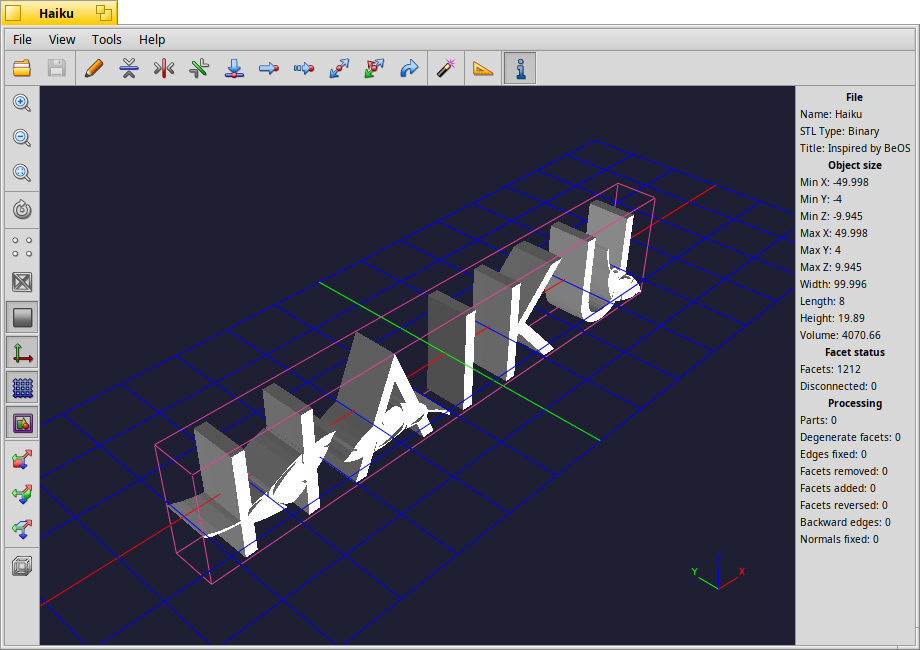 Haiku
File View Tools Help
File
Name: Haiku
STL Type: Binary
Title: Inspired by BeOS
Object size
Min X: -49.998
Min Y: -4
Min Z: -9.945
Max X: 49.998
Max Y: 4
Max Z: 9.945
Width: 99.996
Length: 8
Height: 19.89
Volume: 4070.66
Facet status
Facets: 1212
Disconnected: 0
Processing
Parts: 0
Degenerate facets: 0
Edges fixed: 0
Facets removed: 0
Facets added: 0
Facets reversed: 0
Backward edges: 0
Normals fixed: 0
HAIKU
Z
Y X